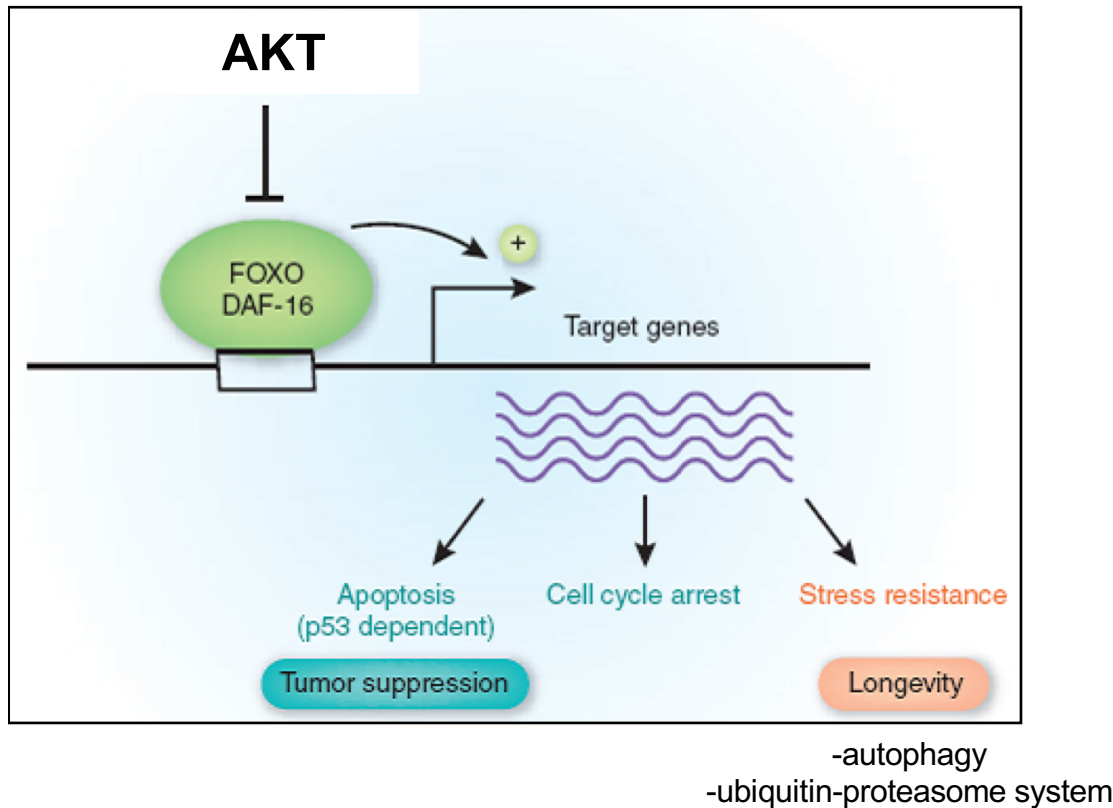 AKT
FOXO
DAF-16
+
Target genes
Apoptosis
(p53 dependent)
Cell cycle arrest
Stress resistance
Tumor suppression
Longevity
-autophagy
-ubiquitin-proteasome system